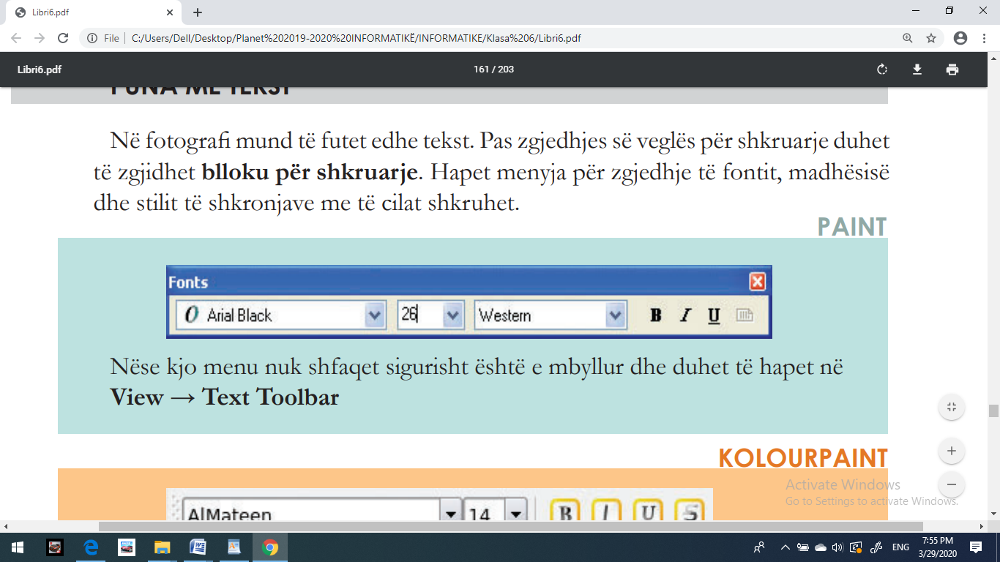 Libri6.pdf
File C:/Users/Dell/Desktop/Planet%202019-2020%20INFORMATIKË/INFORMATIKE/Klasa%206/Libri6.pdf
Libri6.pdf
161 / 203
PUNA ME TEKST
Në fotografi mund të futet edhe tekst. Pas zgjedhjes së veglës për shkruarje duhet
të zgjidhet blloku për shkruarje. Hapet menyja për zgjedhje të fontit, madhësisë
dhe stilit të shkronjave me të cilat shkruhet.
PAINT
Fonts
O Arial Black 26 Western B I U
Nëse kjo menu nuk shfaqet sigurisht është e mbyllur dhe duhet të hapet në
View → Text Toolbar
KOLOURPAINT
AlMateen 14 B I U S
Activate Windows
Go to Settings to activate Windows.
ENG
7:55 PM
3/29/2020